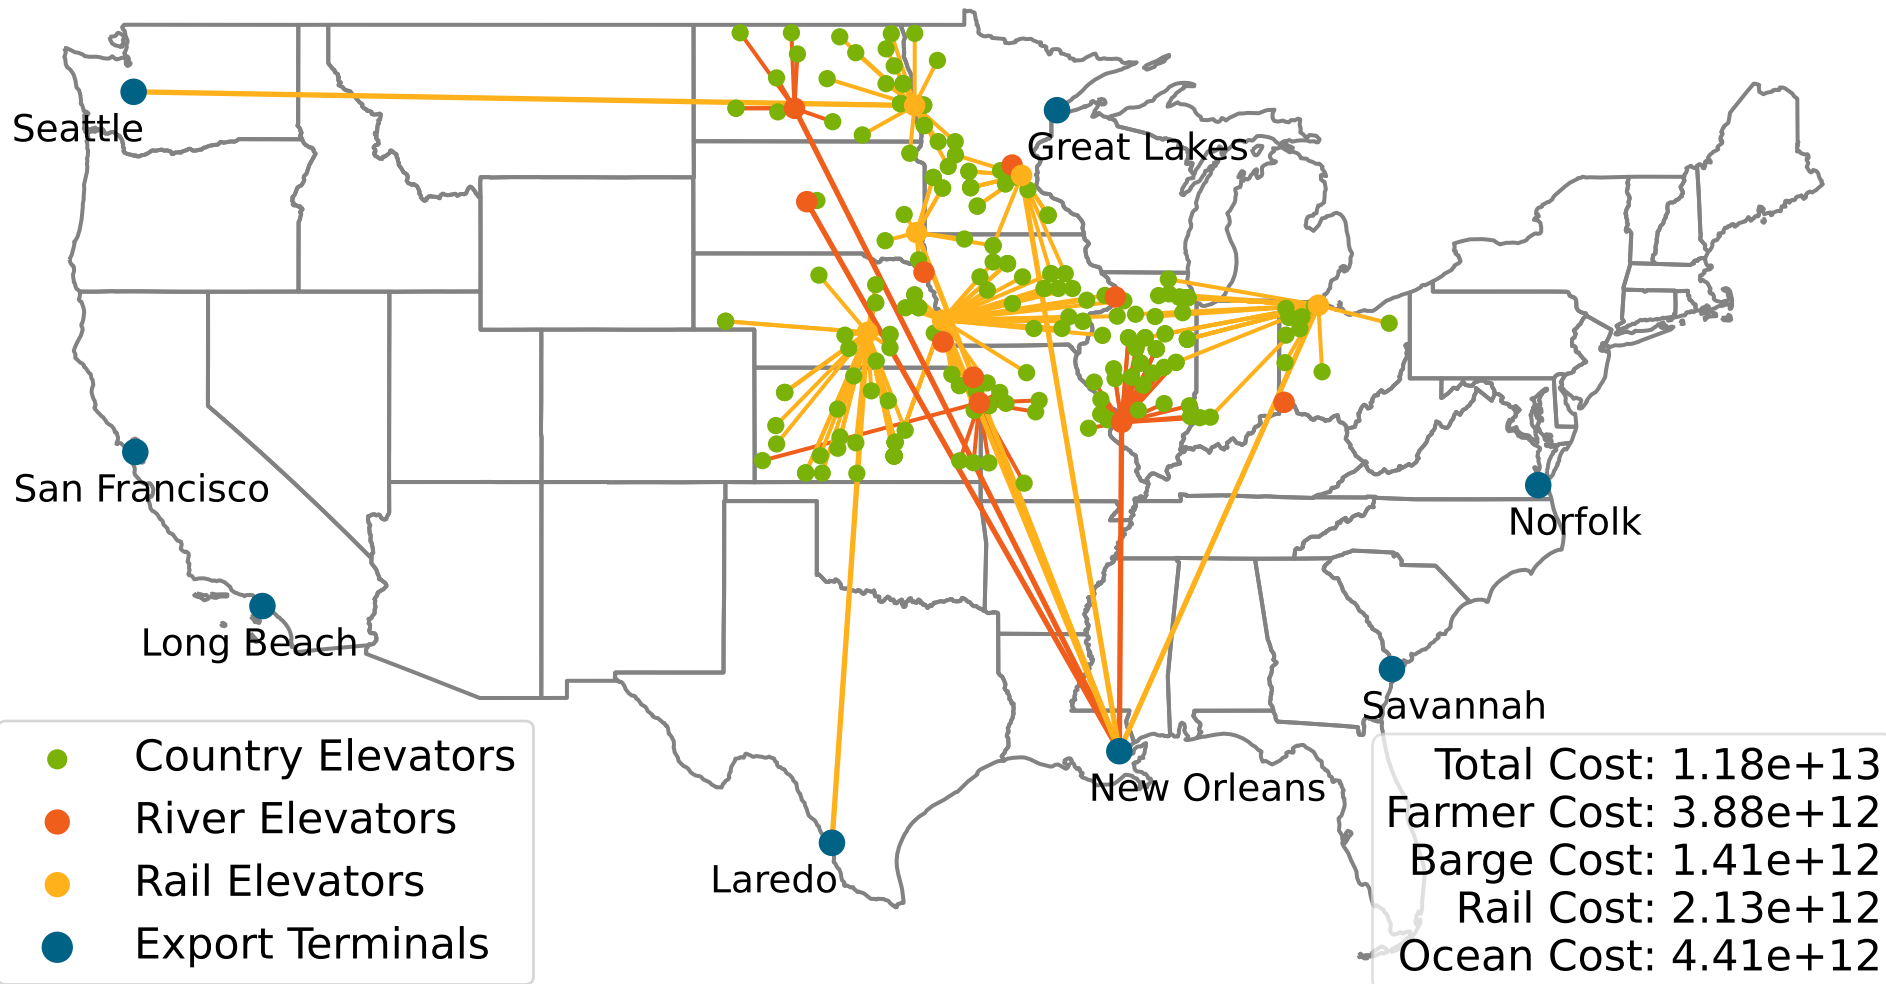 Seattle
Great Lakes
San Francisco
Norfolk
Long Beach
Savannah
New Orleans
Laredo
Country Elevators
River Elevators
Rail Elevators
Export Terminals
Total Cost: 1.18e+13
Farmer Cost: 3.88e+12
Barge Cost: 1.41e+12
Rail Cost: 2.13e+12
Ocean Cost: 4.41e+12